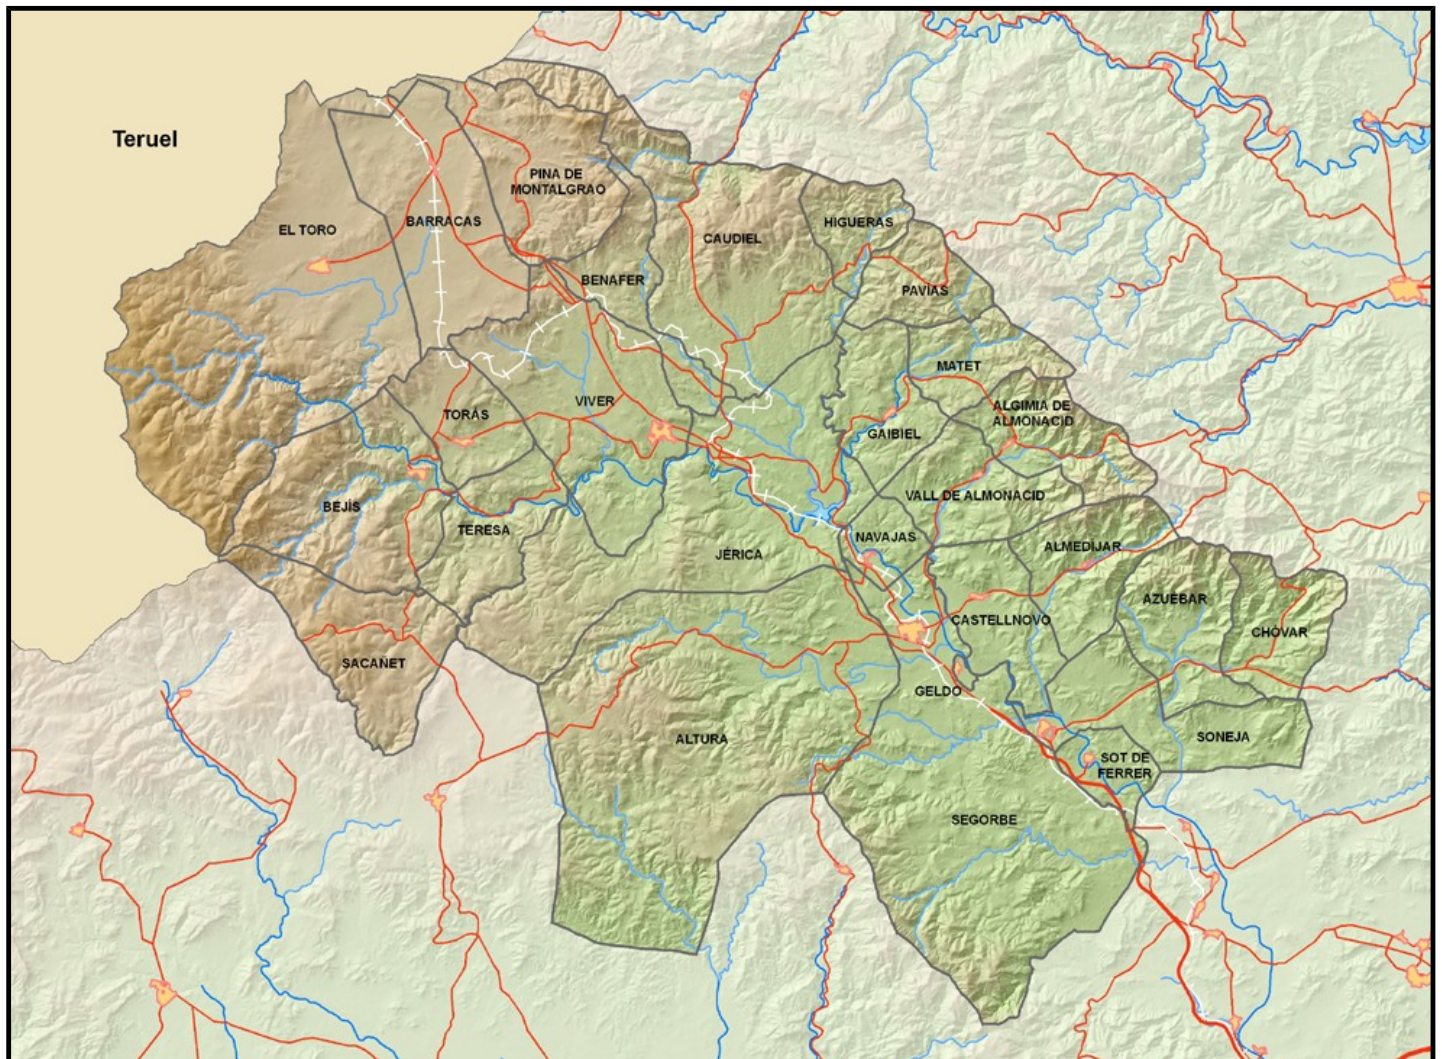 Teruel
PINA DE
MONTALGRAO
EL TORO
BARRACAS
CAUDIEL
HIGUERAS
BENAFER
PAVIAS
MATET
TORÁS
VIVER
ALGIMIA DE
ALMONACID
GAIBIEL
BEJÍS
VALL DE ALMONACID
TERESA
NAVAJAS
ALMEDÍJAR
JÉRICA
AZUÉBAR
CASTELLNOVO
CHÓVAR
SACAÑET
GELDO
ALTURA
SONEJA
SOT DE
FERRER
SEGORBE